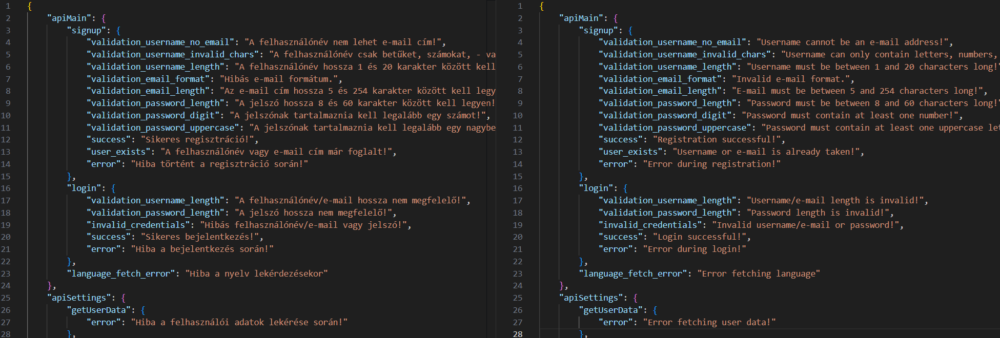 1 {
2 "apiMain": {
3 "signup": {
4 "validation_username_no_email": "A felhasználónév nem lehet e-mail cím!",
5 "validation_username_invalid_chars": "A felhasználónév csak betűket, számokat, - va
6 "validation_username_length": "A felhasználónév hossza 1 és 20 karakter között kell
7 "validation_email_format": "Hibás e-mail formátum.",
8 "validation_email_length": "Az e-mail cím hossza 5 és 254 karakter között kell legy
9 "validation_password_length": "A jelszó hossza 8 és 60 karakter között kell legyen!
10 "validation_password_digit": "A jelszónak tartalmaznia kell legalább egy számot!",
11 "validation_password_uppercase": "A jelszónak tartalmaznia kell legalább egy nagybe
12 "success": "Sikeres regisztráció!",
13 "user_exists": "A felhasználónév vagy e-mail cím már foglalt!",
14 "error": "Hiba történt a regisztráció során!"
15 },
16 "login": {
17 "validation_username_length": "A felhasználónév/e-mail hossza nem megfelelő!",
18 "validation_password_length": "A jelszó hossza nem megfelelő!",
19 "invalid_credentials": "Hibás felhasználónév/e-mail vagy jelszó!",
20 "success": "Sikeres bejelentkezés!",
21 "error": "Hiba a bejelentkezés során!"
22 },
23 "language_fetch_error": "Hiba a nyelv lekérdezésekor"
24 },
25 "apiSettings": {
26 "getUserData": {
27 "error": "Hiba a felhasználói adatok lekérése során!"
28 },
1 {
2 "apiMain": {
3 "signup": {
4 "validation_username_no_email": "Username cannot be an e-mail address!",
5 "validation_username_invalid_chars": "Username can only contain letters, numbers,
6 "validation_username_length": "Username must be between 1 and 20 characters long!"
7 "validation_email_format": "Invalid e-mail format.",
8 "validation_email_length": "E-mail must be between 5 and 254 characters long!",
9 "validation_password_length": "Password must be between 8 and 60 characters long!"
10 "validation_password_digit": "Password must contain at least one number!",
11 "validation_password_uppercase": "Password must contain at least one uppercase let
12 "success": "Registration successful!",
13 "user_exists": "Username or e-mail is already taken!",
14 "error": "Error during registration!"
15 },
16 "login": {
17 "validation_username_length": "Username/e-mail length is invalid!",
18 "validation_password_length": "Password length is invalid!",
19 "invalid_credentials": "Invalid username/e-mail or password!",
20 "success": "Login successful!",
21 "error": "Error during login!"
22 },
23 "language_fetch_error": "Error fetching language"
24 },
25 "apiSettings": {
26 "getUserData": {
27 "error": "Error fetching user data!"
28 },